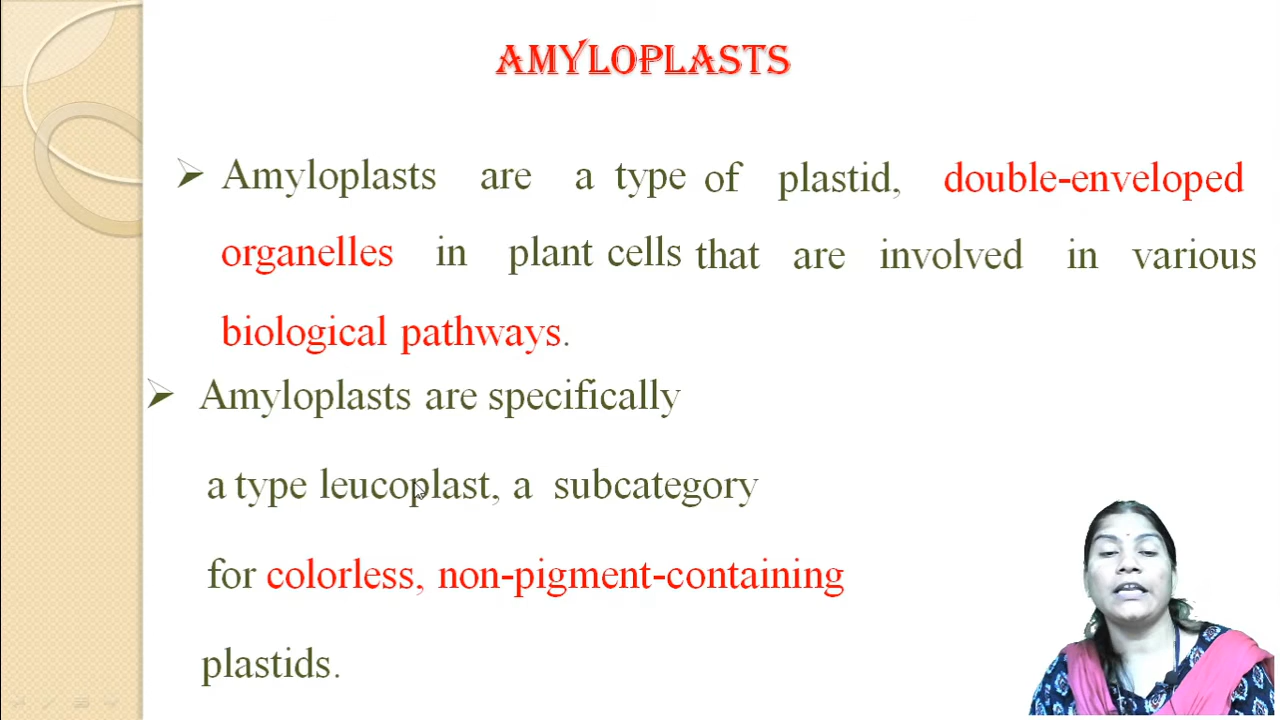 AMYLOPLASTS
➢ Amyloplasts are a type of plastid, double-enveloped
organelles in plant cells that are involved in various
biological pathways.
➢ Amyloplasts are specifically
a type leucoplast, a subcategory
for colorless, non-pigment-containing
plastids.